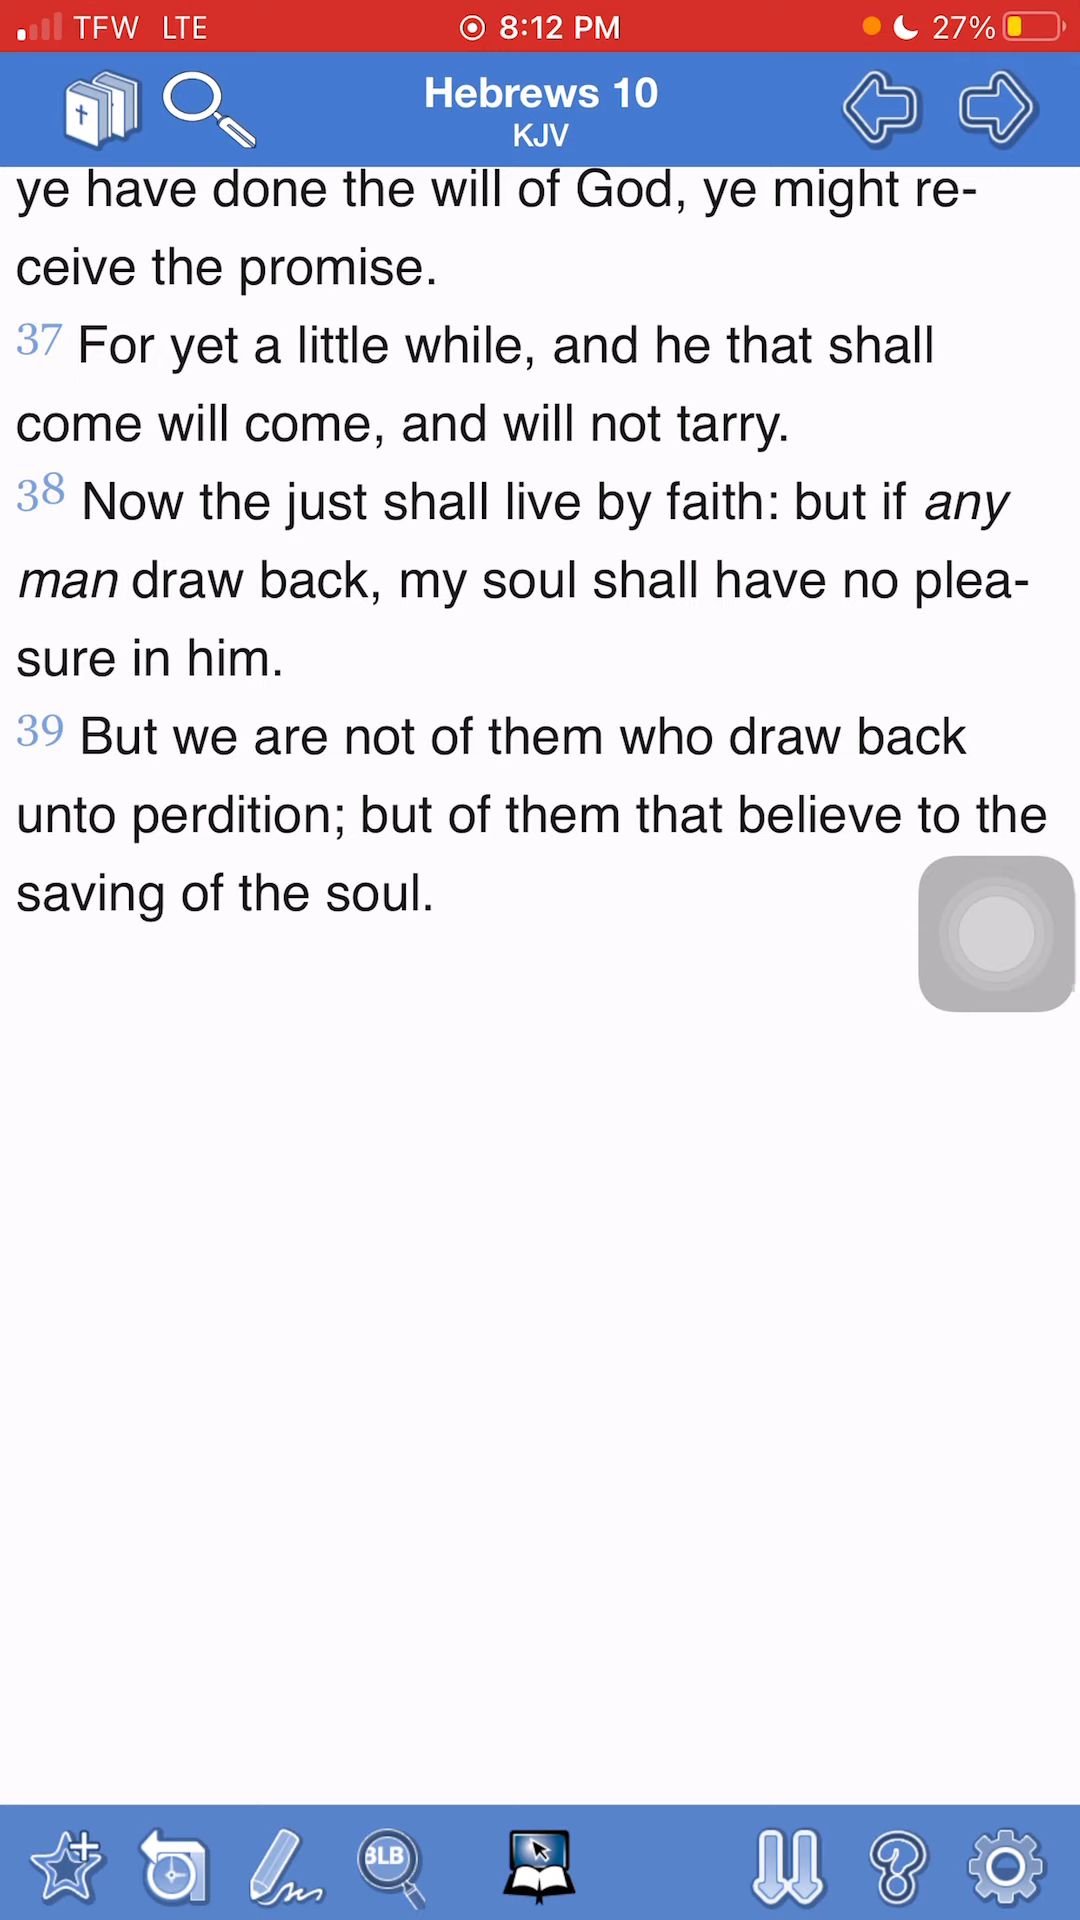 TFW LTE 8:12 PM 27%
Hebrews 10
KJV
ye have done the will of God, ye might re-
ceive the promise.
37 For yet a little while, and he that shall
come will come, and will not tarry.
38 Now the just shall live by faith: but if any
man draw back, my soul shall have no plea-
sure in him.
39 But we are not of them who draw back
unto perdition; but of them that believe to the
saving of the soul.
BLB